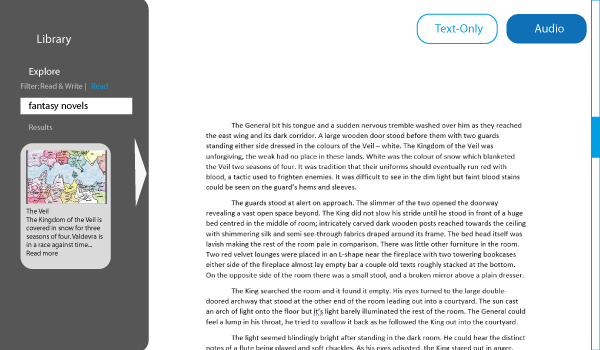 Library
Explore
Filter:Read & Write | Read
fantasy novels
Results
The Veil
The Kingdom of the Veil is
covered in snow for three
seasons of four. Valdevra is
in a race against time...
Read more
Text-Only
Audio
The General bit his tongue and a sudden nervous tremble washed over him as they reached
the east wing and its dark corridor. A large wooden door stood before them with two guards
standing either side dressed in the colours of the Veil – white. The Kingdom of the Veil was
unforgiving, the weak had no place in these lands. White was the colour of snow which blanketed
the Veil two seasons of four. It was tradition that their uniforms should eventually run red with
blood, a tactic used to frighten enemies. It was difficult to see in the dim light but faint blood stains
could be seen on the guard's hems and sleeves.
The guards stood at alert on approach. The slimmer of the two opened the doorway
revealing a vast open space beyond. The King did not slow his stride until he stood in front of a huge
bed centred in the middle of room; intricately carved dark wooden posts reached towards the ceiling
with shimmering silk and semi see-through fabrics draped around its frame. The bed head itself was
lavish making the rest of the room pale in comparison. There was little other furniture in the room.
Two red velvet lounges were placed in an L-shape near the fireplace with two towering bookcases
either side of the fireplace almost lay empty bar a couple old texts roughly stacked at the bottom.
On the opposite side of the room there was a small stool, and a broken mirror above a plain dresser.
The King searched the room and it found it empty. His eyes turned to the large double-
doored archway that stood at the other end of the room leading out into a courtyard. The sun cast
an arch of light onto the floor but it's light barely illuminated the rest of the room. The General could
feel a lump in his throat, he tried to swallow it back as he followed the King out into the courtyard.
The light seemed blindingly bright after standing in the dark room. He could hear the distinct
notes of a flute being played and soft chuckles. As his eyes adjusted, the King stared out in anger.